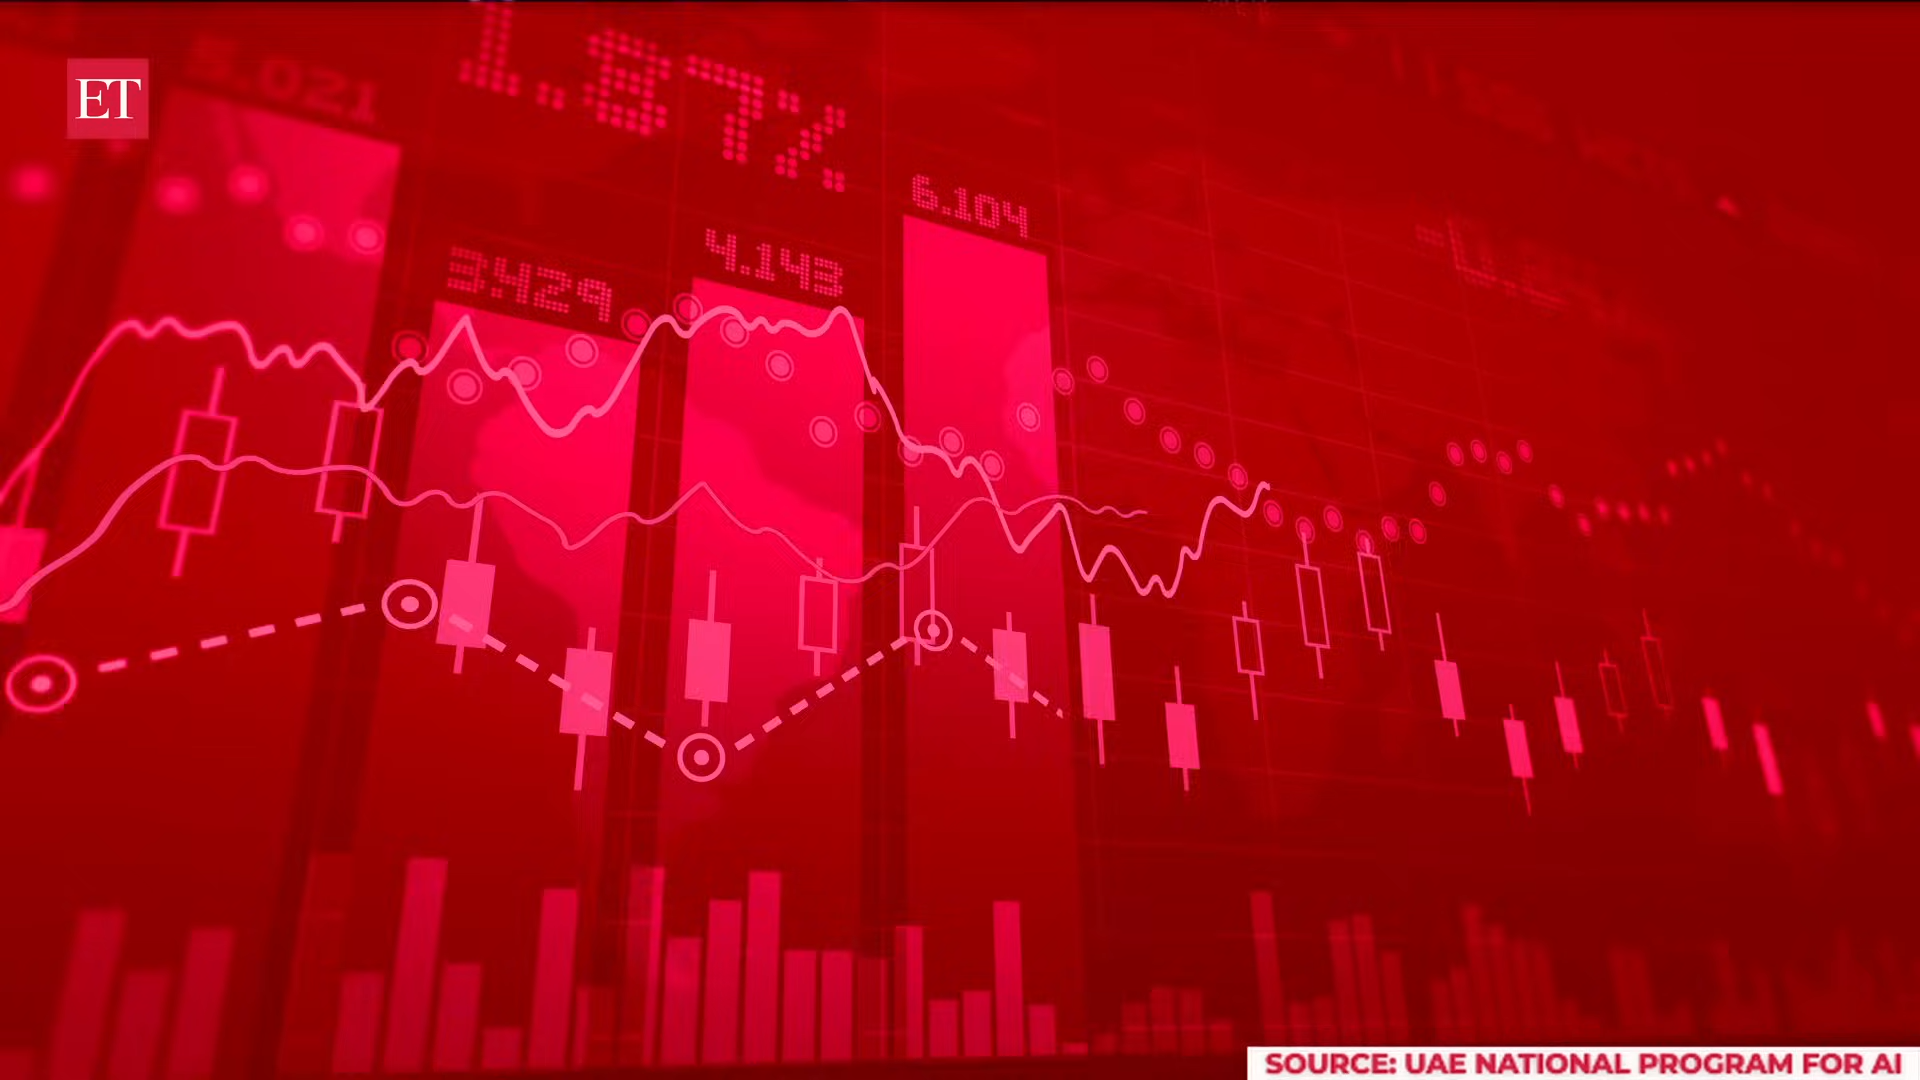 ET
1.87%
6.104
4.143
3.429
SOURCE: UAE NATIONAL PROGRAM FOR AI